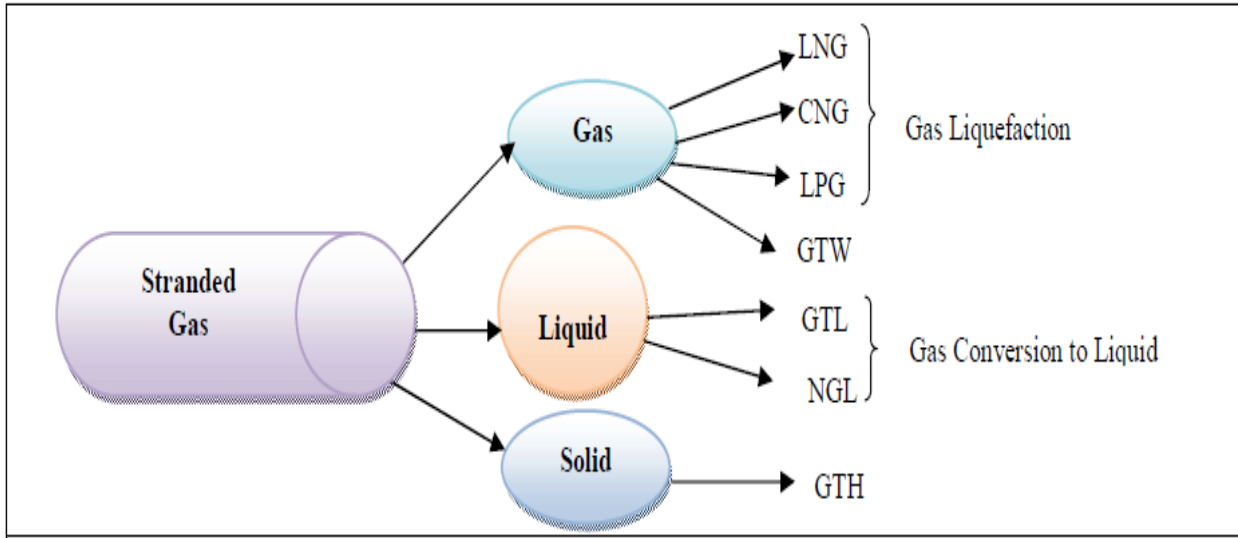 Stranded
Gas
Gas
Liquid
Solid
LNG
CNG
LPG
GTW
Gas Liquefaction
GTL
NGL
Gas Conversion to Liquid
GTH